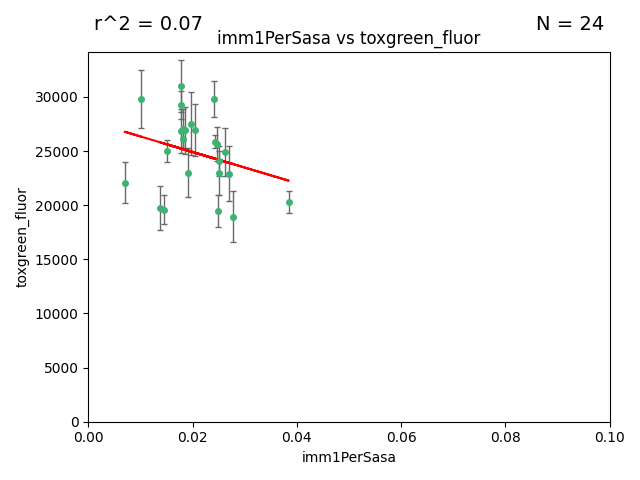 r^2 = 0.07
N = 24
imm1PerSasa vs toxgreen_fluor
toxgreen_fluor
30000
25000
20000
15000
10000
5000
0
0.00
0.02
0.04
0.06
0.08
0.10
imm1PerSasa